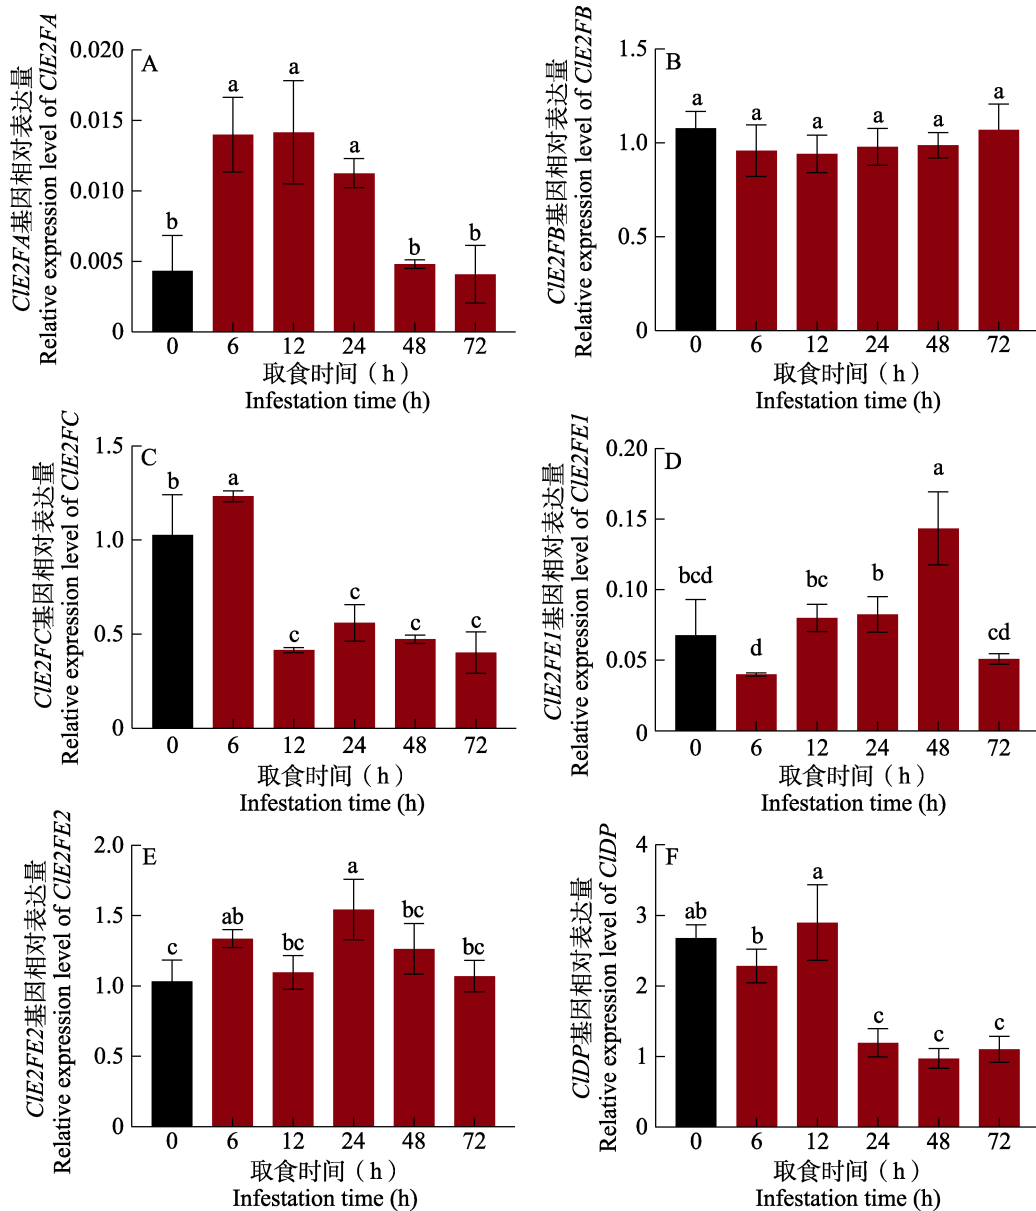 A
ClE2FA基因相对表达量
Relative expression level of ClE2FA
0.020
0.015
0.010
0.005
0
b
a
a
a
b
b
0 6 12 24 48 72
取食时间（h）
Infestation time (h)
B
ClE2FB基因相对表达量
Relative expression level of ClE2FB
1.5
1.0
0.5
0
a
a
a
a
a
a
0 6 12 24 48 72
取食时间（h）
Infestation time (h)
C
ClE2FC基因相对表达量
Relative expression level of ClE2FC
1.5
1.0
0.5
0
b
a
c
c
c
c
0 6 12 24 48 72
取食时间（h）
Infestation time (h)
D
ClE2FE1基因相对表达量
Relative expression level of ClE2FE1
0.20
0.15
0.10
0.05
0
bcd
d
bc
b
a
cd
0 6 12 24 48 72
取食时间（h）
Infestation time (h)
E
ClE2FE2基因相对表达量
Relative expression level of ClE2FE2
2.0
1.5
1.0
0.5
0
c
ab
bc
a
bc
bc
0 6 12 24 48 72
取食时间（h）
Infestation time (h)
F
ClDP基因相对表达量
Relative expression level of ClDP
4
3
2
1
0
ab
b
a
c
c
c
0 6 12 24 48 72
取食时间（h）
Infestation time (h)